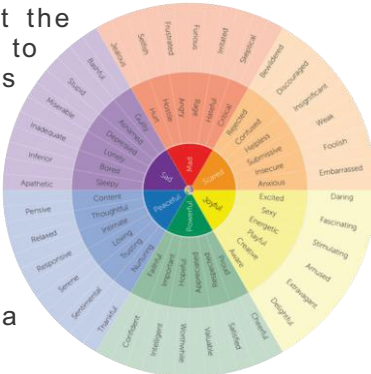 t the
to
s
a
Mad
Scared
Joyful
Powerful
Peaceful
Sad
Hurt
Hostile
Angry
Rage
Hateful
Critical
Rejected
Confused
Helpless
Submissive
Insecure
Anxious
Excited
Sexy
Energetic
Playful
Creative
Aware
Proud
Respected
Appreciated
Hopeful
Important
Faithful
Nurturing
Trusting
Loving
Intimate
Thoughtful
Content
Sleepy
Bored
Lonely
Depressed
Ashamed
Guilty
Jealous
Selfish
Frustrated
Furious
Irritated
Skeptical
Bewildered
Discouraged
Insignificant
Weak
Foolish
Embarrassed
Daring
Fascinating
Stimulating
Amused
Extravagant
Delightful
Cheerful
Satisfied
Valuable
Worthwhile
Intelligent
Confident
Thankful
Sentimental
Serene
Responsive
Relaxed
Pensive
Apathetic
Inferior
Inadequate
Miserable
Stupid
Bashful